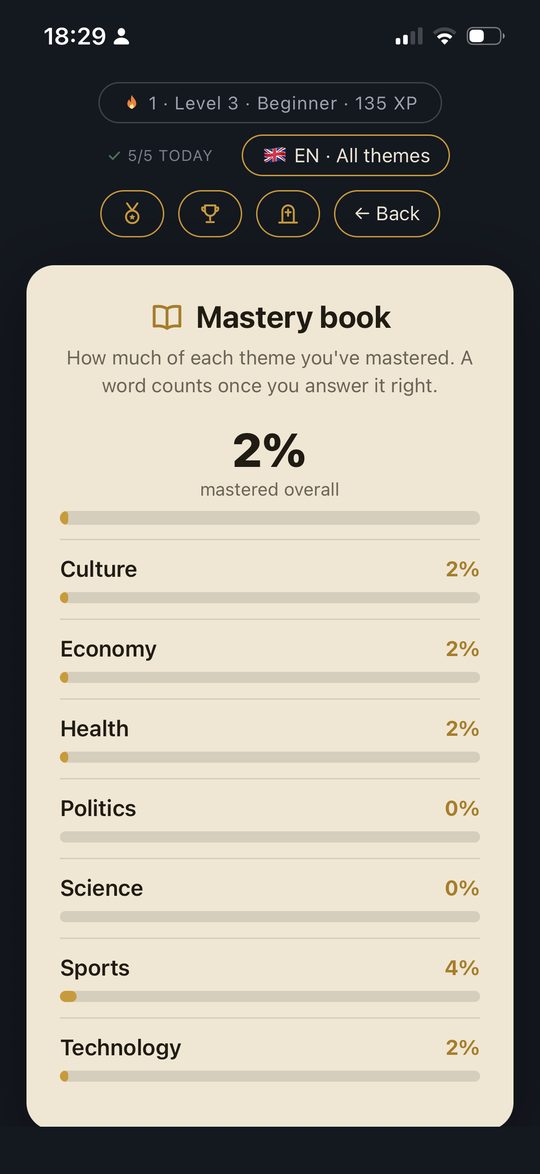 18:29
1 · Level 3 · Beginner · 135 XP
5/5 TODAY
EN · All themes
← Back
Mastery book
How much of each theme you've mastered. A
word counts once you answer it right.
2%
mastered overall
Culture 2%
Economy 2%
Health 2%
Politics 0%
Science 0%
Sports 4%
Technology 2%